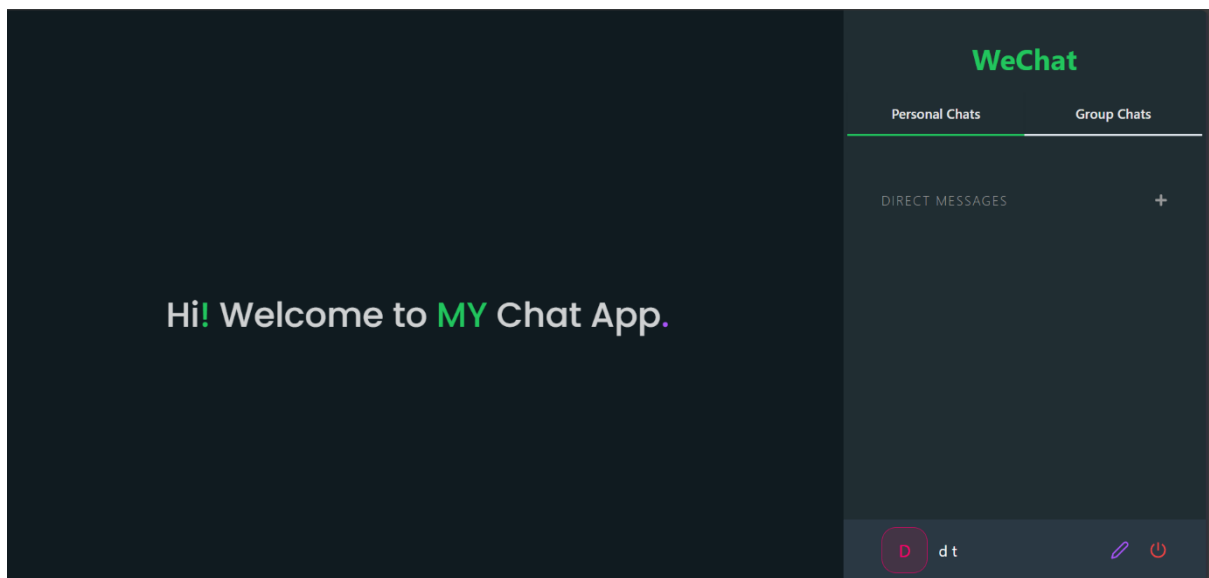 WeChat
Personal Chats Group Chats
DIRECT MESSAGES +
Hi! Welcome to MY Chat App.
D d t